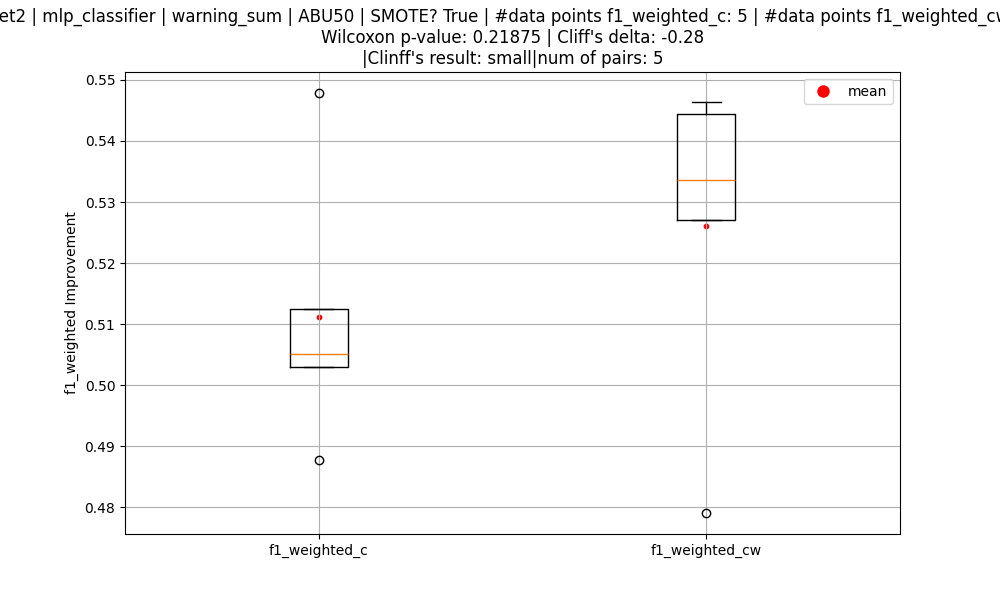 et2 | mlp_classifier | warning_sum | ABU50 | SMOTE? True | #data points f1_weighted_c: 5 | #data points f1_weighted_cw
Wilcoxon p-value: 0.21875 | Cliff's delta: -0.28
|Clinff's result: small|num of pairs: 5
mean
f1_weighted Improvement
0.55
0.54
0.53
0.52
0.51
0.50
0.49
0.48
f1_weighted_c
f1_weighted_cw